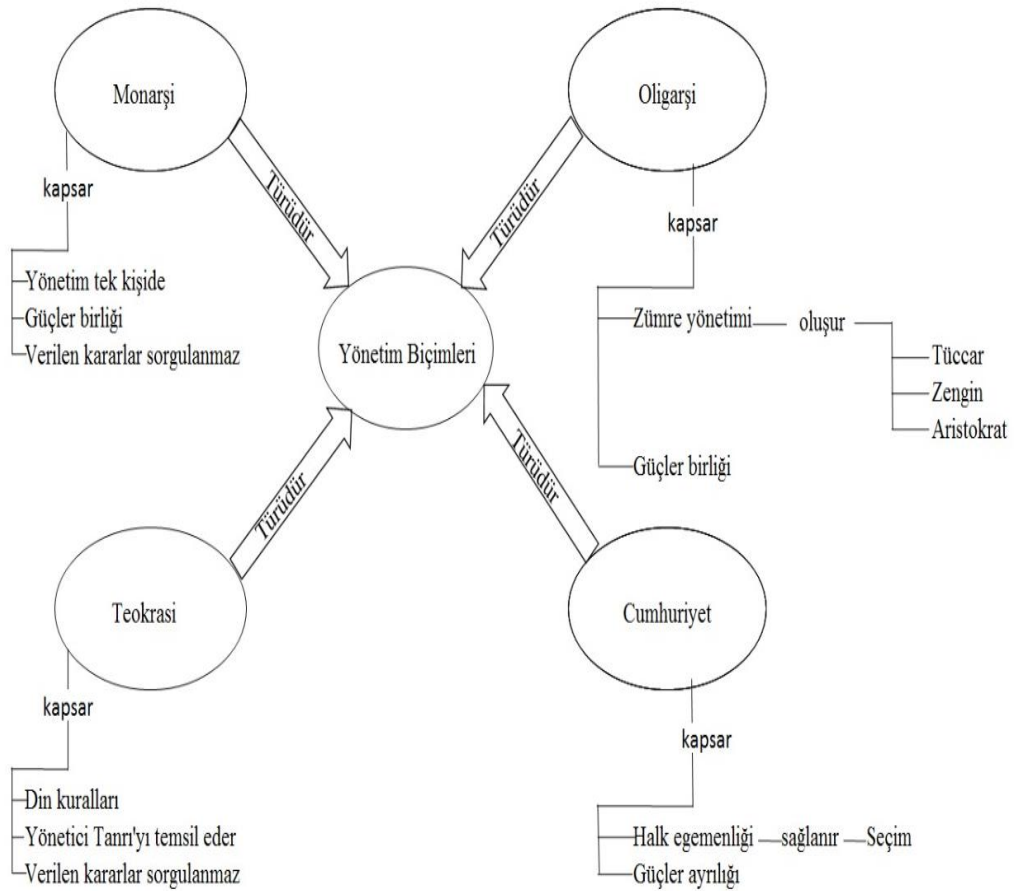 Monarşi
Türüdür
kapsar
Yönetim tek kişide
Güçler birliği
Verilen kararlar sorgulanmaz
Oligarşi
Türüdür
kapsar
Zümre yönetimi
oluşur
Tüccar
Zengin
Aristokrat
Güçler birliği
Yönetim Biçimleri
Teokrasi
Türüdür
kapsar
Din kuralları
Yönetici Tanrı'yı temsil eder
Verilen kararlar sorgulanmaz
Cumhuriyet
Türüdür
kapsar
Halk egemenliği
sağlanır
Seçim
Güçler ayrılığı